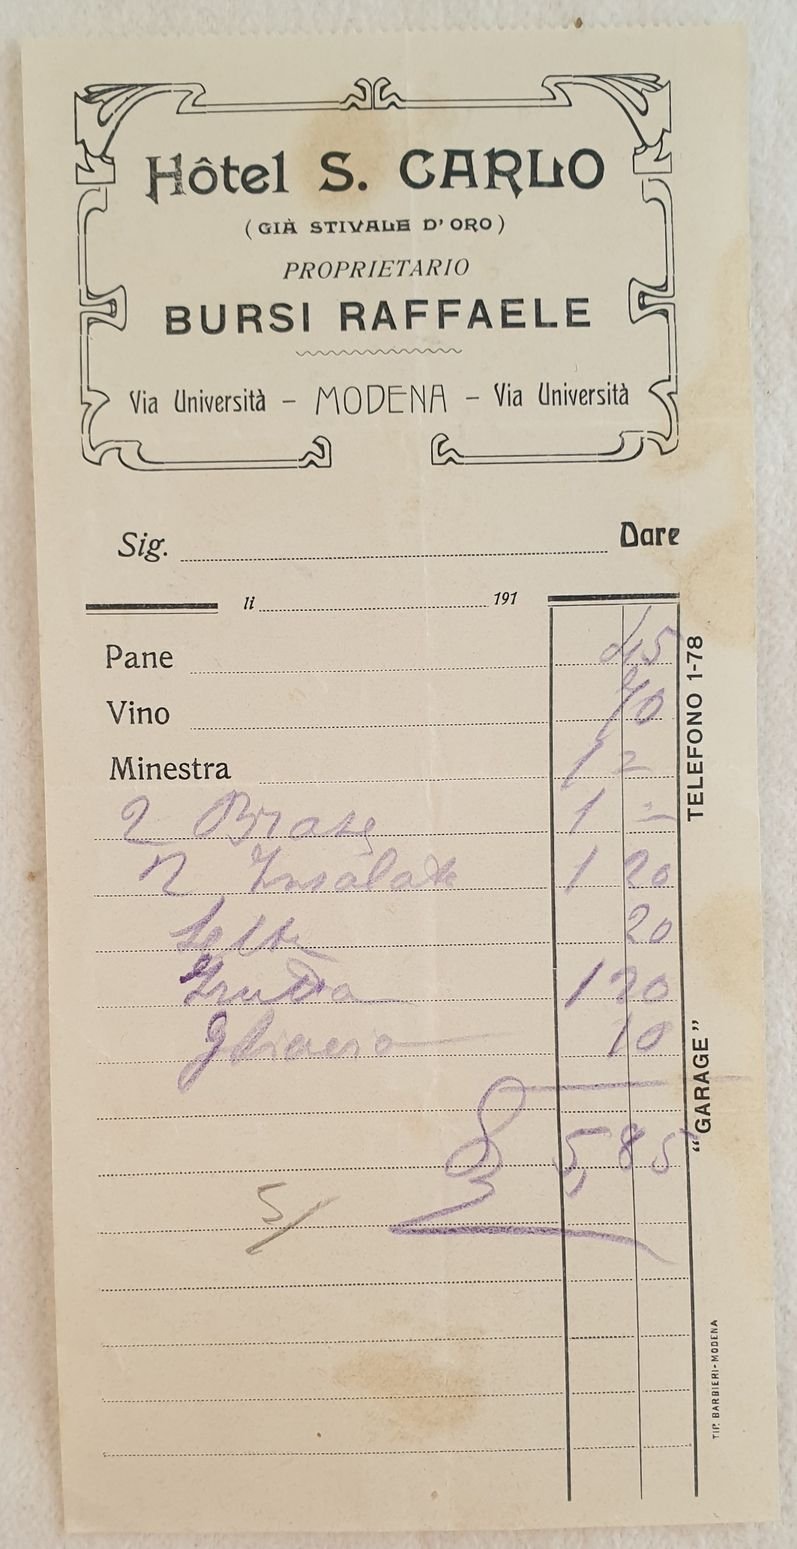 Hôtel S. CARLO
(GIÀ STIVALE D'ORO)
PROPRIETARIO
BURSI RAFFAELE
Via Università - MODENA - Via Università
Sig. Dare
li 191
Pane 45
Vino 70
Minestra 1 =
2 1 =
2 Insalate 1 20
20
Frutta 1 20
10
5,85
5/
TELEFONO 1-78
"GARAGE"
TIP. BARBIERI-MODENA